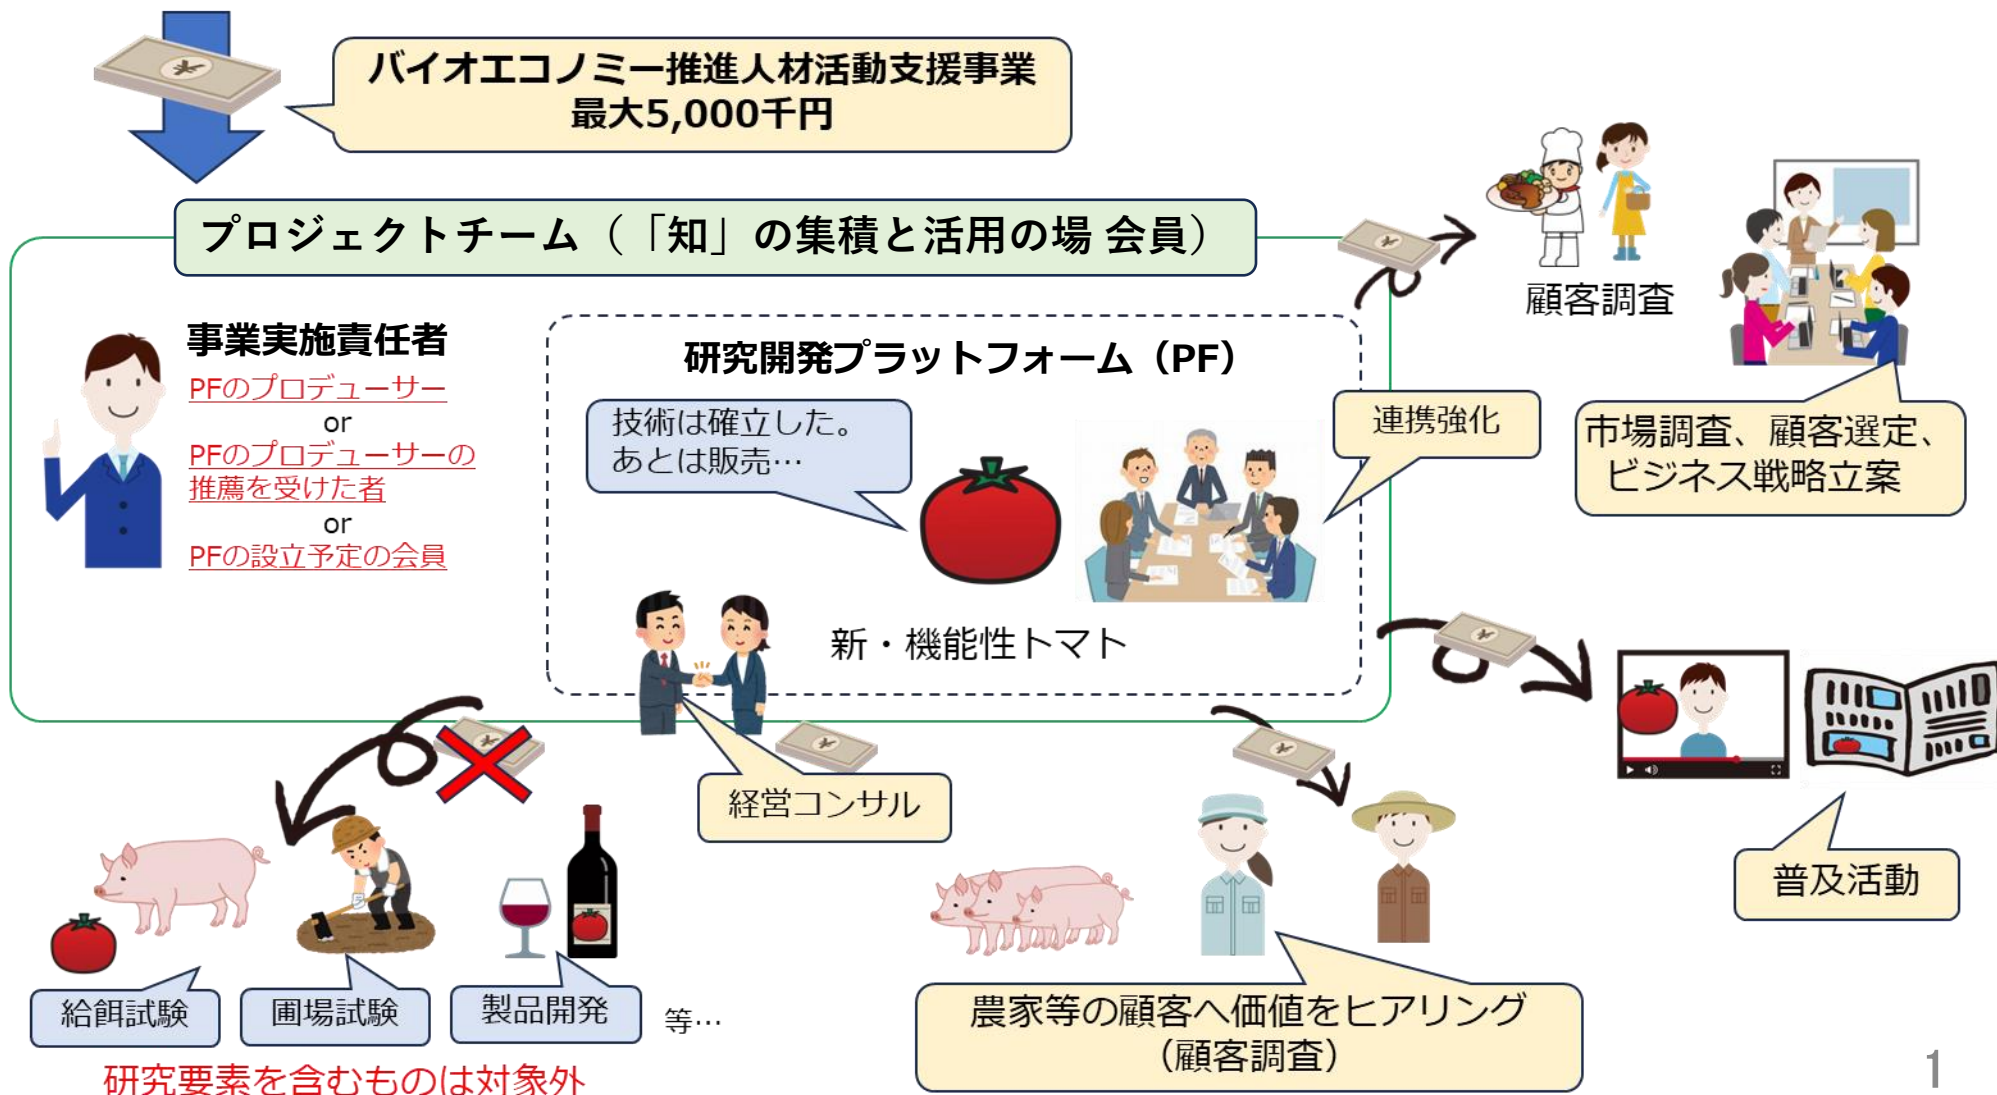 バイオエコノミー推進人材活動支援事業
最大5,000千円
プロジェクトチーム（「知」の集積と活用の場 会員）
事業実施責任者
PFのプロデューサー
or
PFのプロデューサーの
推薦を受けた者
or
PFの設立予定の会員
研究開発プラットフォーム（PF）
技術は確立した。
あとは販売…
新・機能性トマト
連携強化
顧客調査
市場調査、顧客選定、
ビジネス戦略立案
経営コンサル
普及活動
給餌試験
圃場試験
製品開発
等…
研究要素を含むものは対象外
農家等の顧客へ価値をヒアリング
（顧客調査）
1